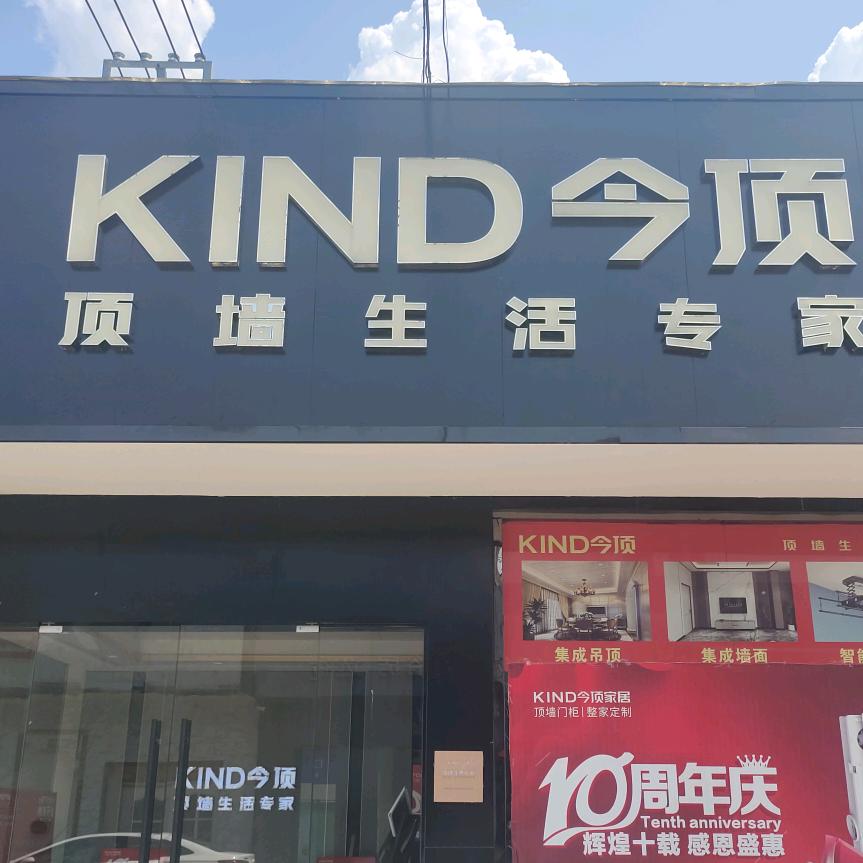 KIND今顶
顶墙生活专家
KIND今顶
顶墙生
集成吊顶
集成墙面
智能
KIND今顶家居
顶墙门柜|整家定制
10周年庆
Tenth anniversary
辉煌十载 感恩盛惠
KIND今顶
顶墙生活专家